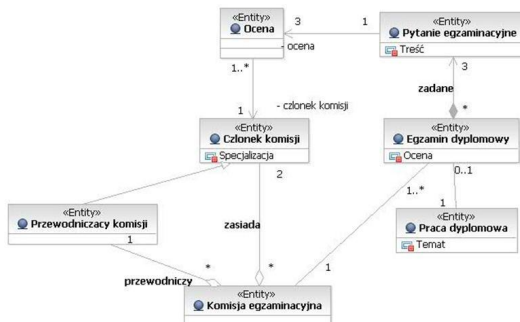 «Entity»
Ocena
- ocena
3
1
«Entity»
Pytanie egzaminacyjne
Treść
1..*
1
- członek komisji
3
zadane
*
«Entity»
Członek komisji
Specjalizacja
«Entity»
Egzamin dyplomowy
Ocena
2
0..1
1..*
1
«Entity»
Przewodniczacy komisji
1
zasiada
«Entity»
Praca dyplomowa
Temat
*
*
1
przewodniczy
«Entity»
Komisja egzaminacyjna